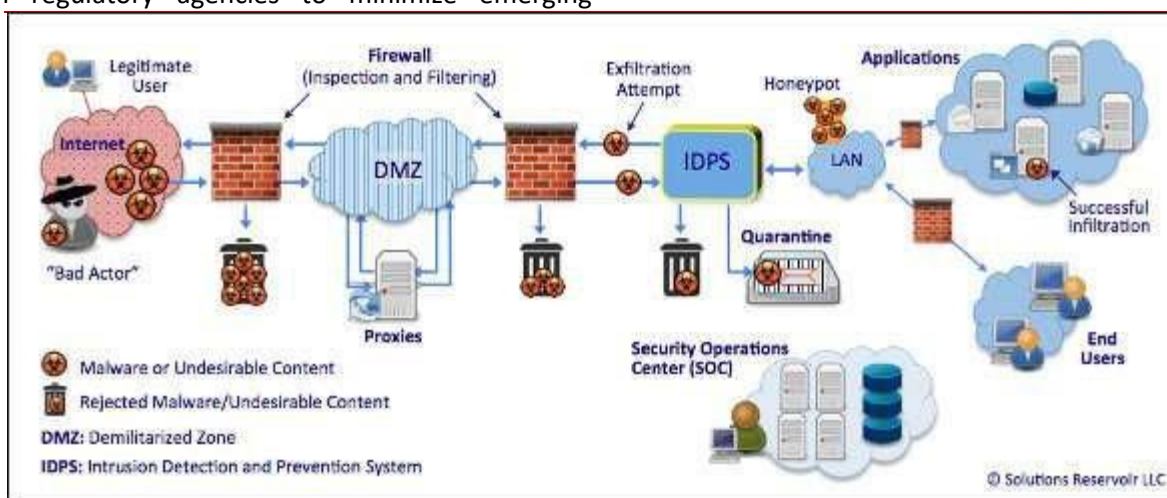 regulatory agencies to minimize emerging
Legitimate
User
Firewall
(Inspection and Filtering)
Exfiltration
Attempt
Honeypot
Applications
Internet
DMZ
IDPS
LAN
Successful
Infiltration
"Bad Actor"
Proxies
Quarantine
Security Operations
Center (SOC)
End
Users
Malware or Undesirable Content
Rejected Malware/Undesirable Content
DMZ: Demilitarized Zone
IDPS: Intrusion Detection and Prevention System
© Solutions Reservoir LLC